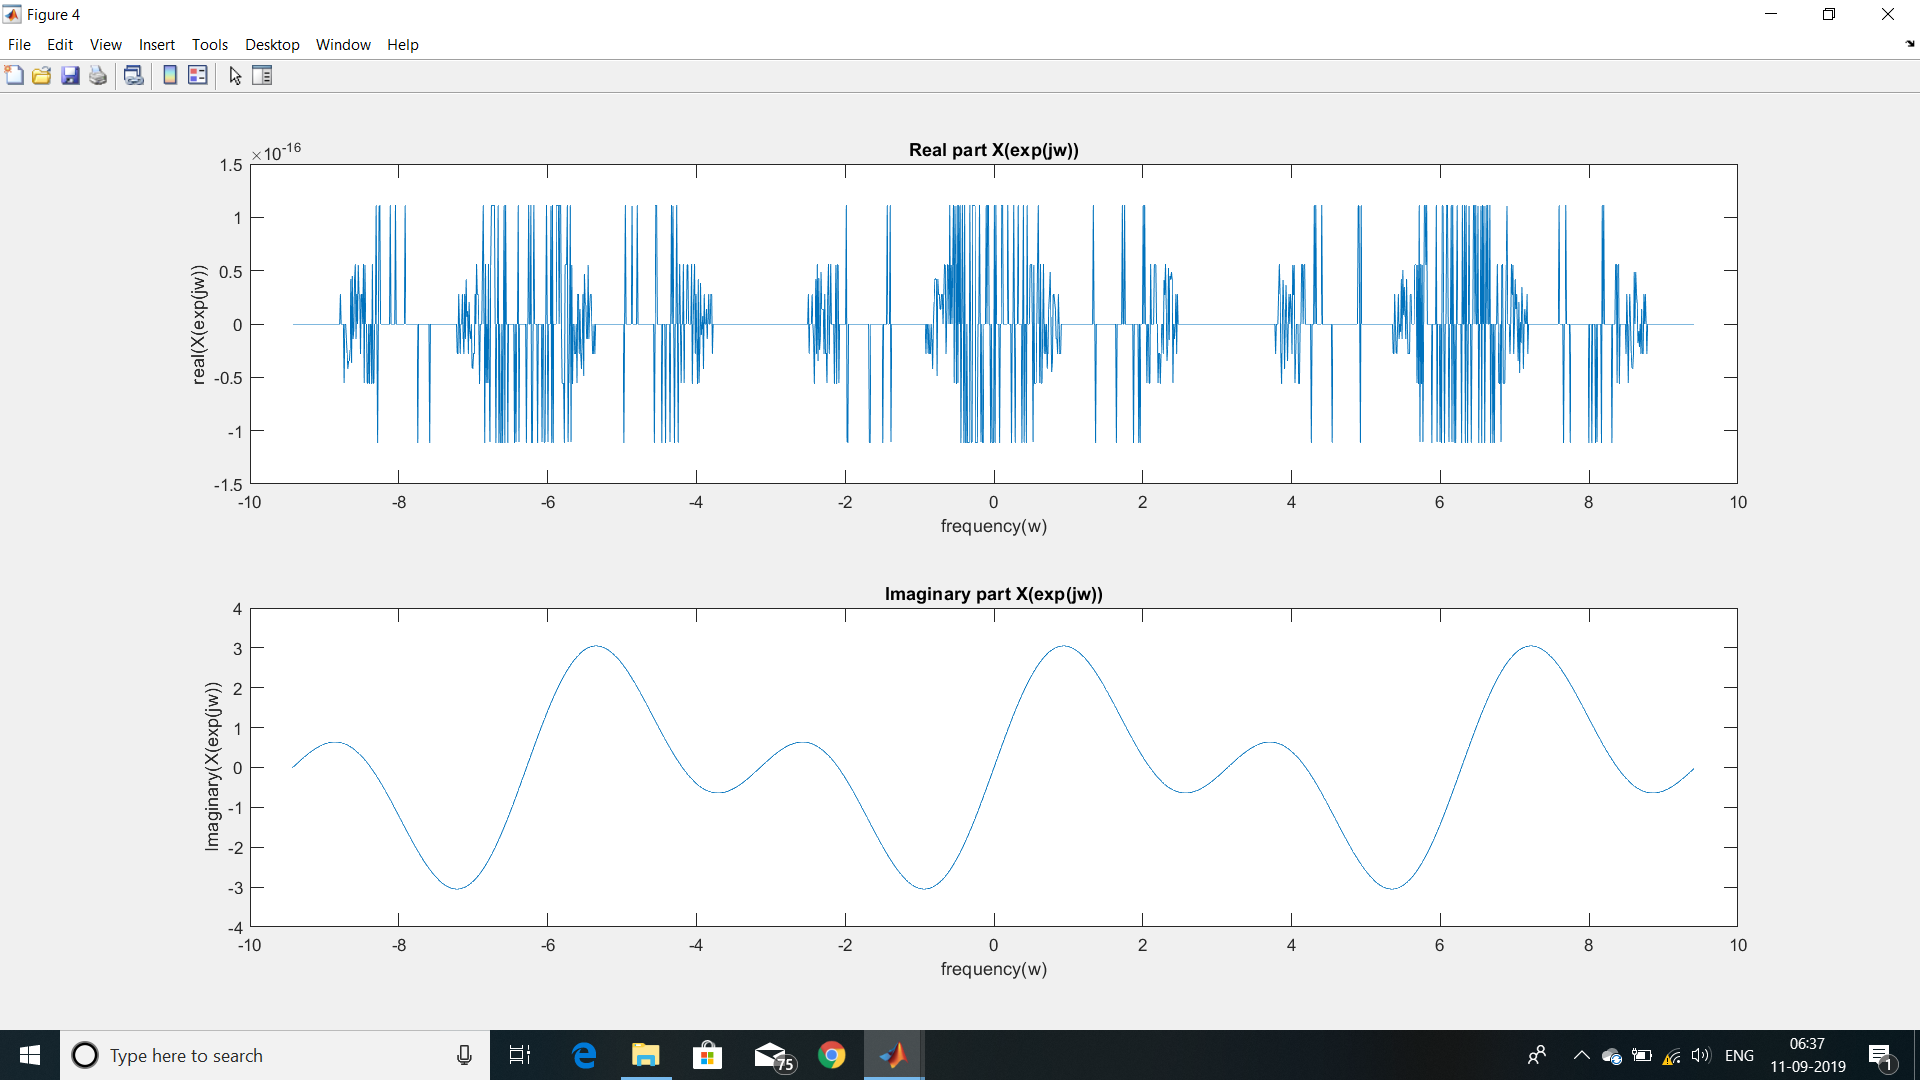 Figure 4
File Edit View Insert Tools Desktop Window Help
Real part X(exp(jw))
×10-16
1.5
1
0.5
0
-0.5
-1
-1.5
real(X(exp(jw))
-10 -8 -6 -4 -2 0 2 4 6 8 10
frequency(w)
Imaginary part X(exp(jw))
4
3
2
1
0
-1
-2
-3
-4
Imaginary(X(exp(jw))
-10 -8 -6 -4 -2 0 2 4 6 8 10
frequency(w)
Type here to search
75
ENG
06:37
11-09-2019
1